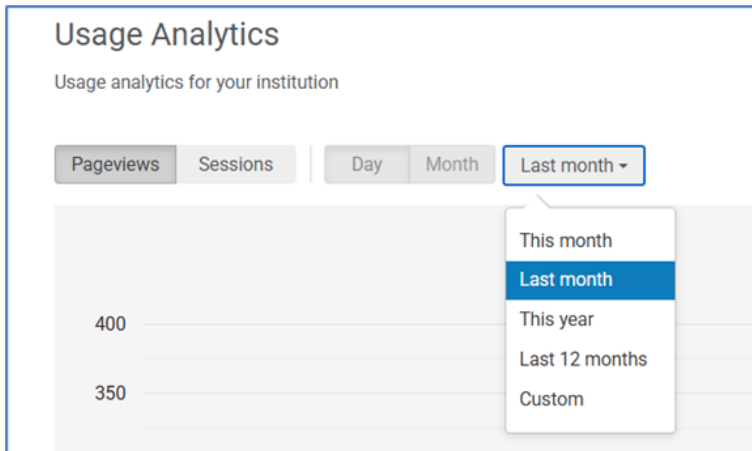 Usage Analytics
Usage analytics for your institution
Pageviews Sessions Day Month Last month
This month
Last month
This year
Last 12 months
Custom
400
350